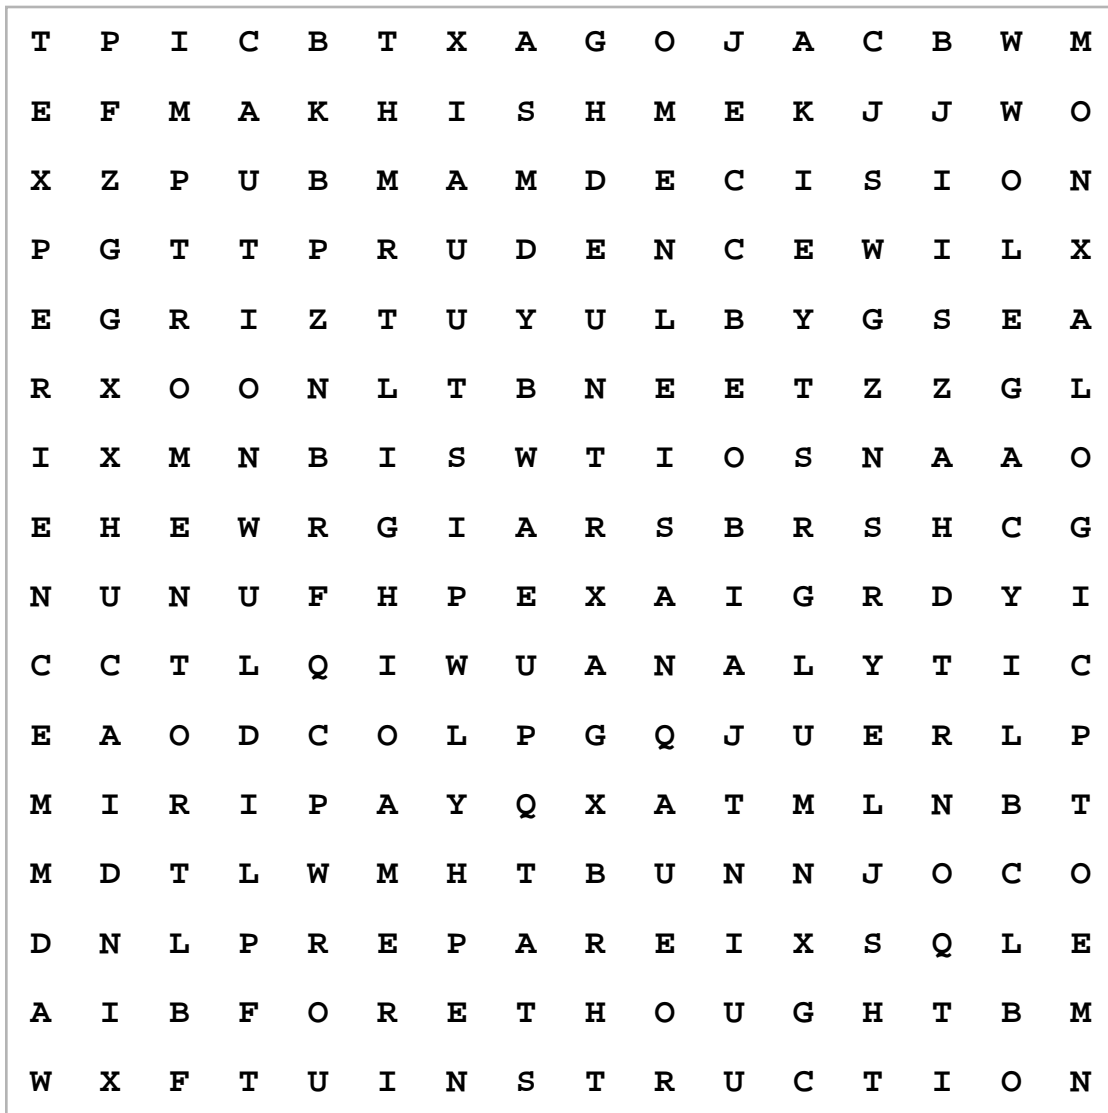 T P I C B T X A G O J A C B W M
E F M A K H I S H M E K J J W O
X Z P U B M A M D E C I S I O N
P G T T P R U D E N C E W I L X
E G R I Z T U Y U L B Y G S E A
R X O O N L T B N E E T Z Z G L
I X M N B I S W T I O S N A A O
E H E W R G I A R S B R S H C G
N U N U F H P E X A I G R D Y I
C C T L Q I W U A N A L Y T I C
E A O D C O L P G Q J U E R L P
M I R I P A Y Q X A T M L N B T
M D T L W M H T B U N N J O C O
D N L P R E P A R E I X S Q L E
A I B F O R E T H O U G H T B M
W X F T U I N S T R U C T I O N